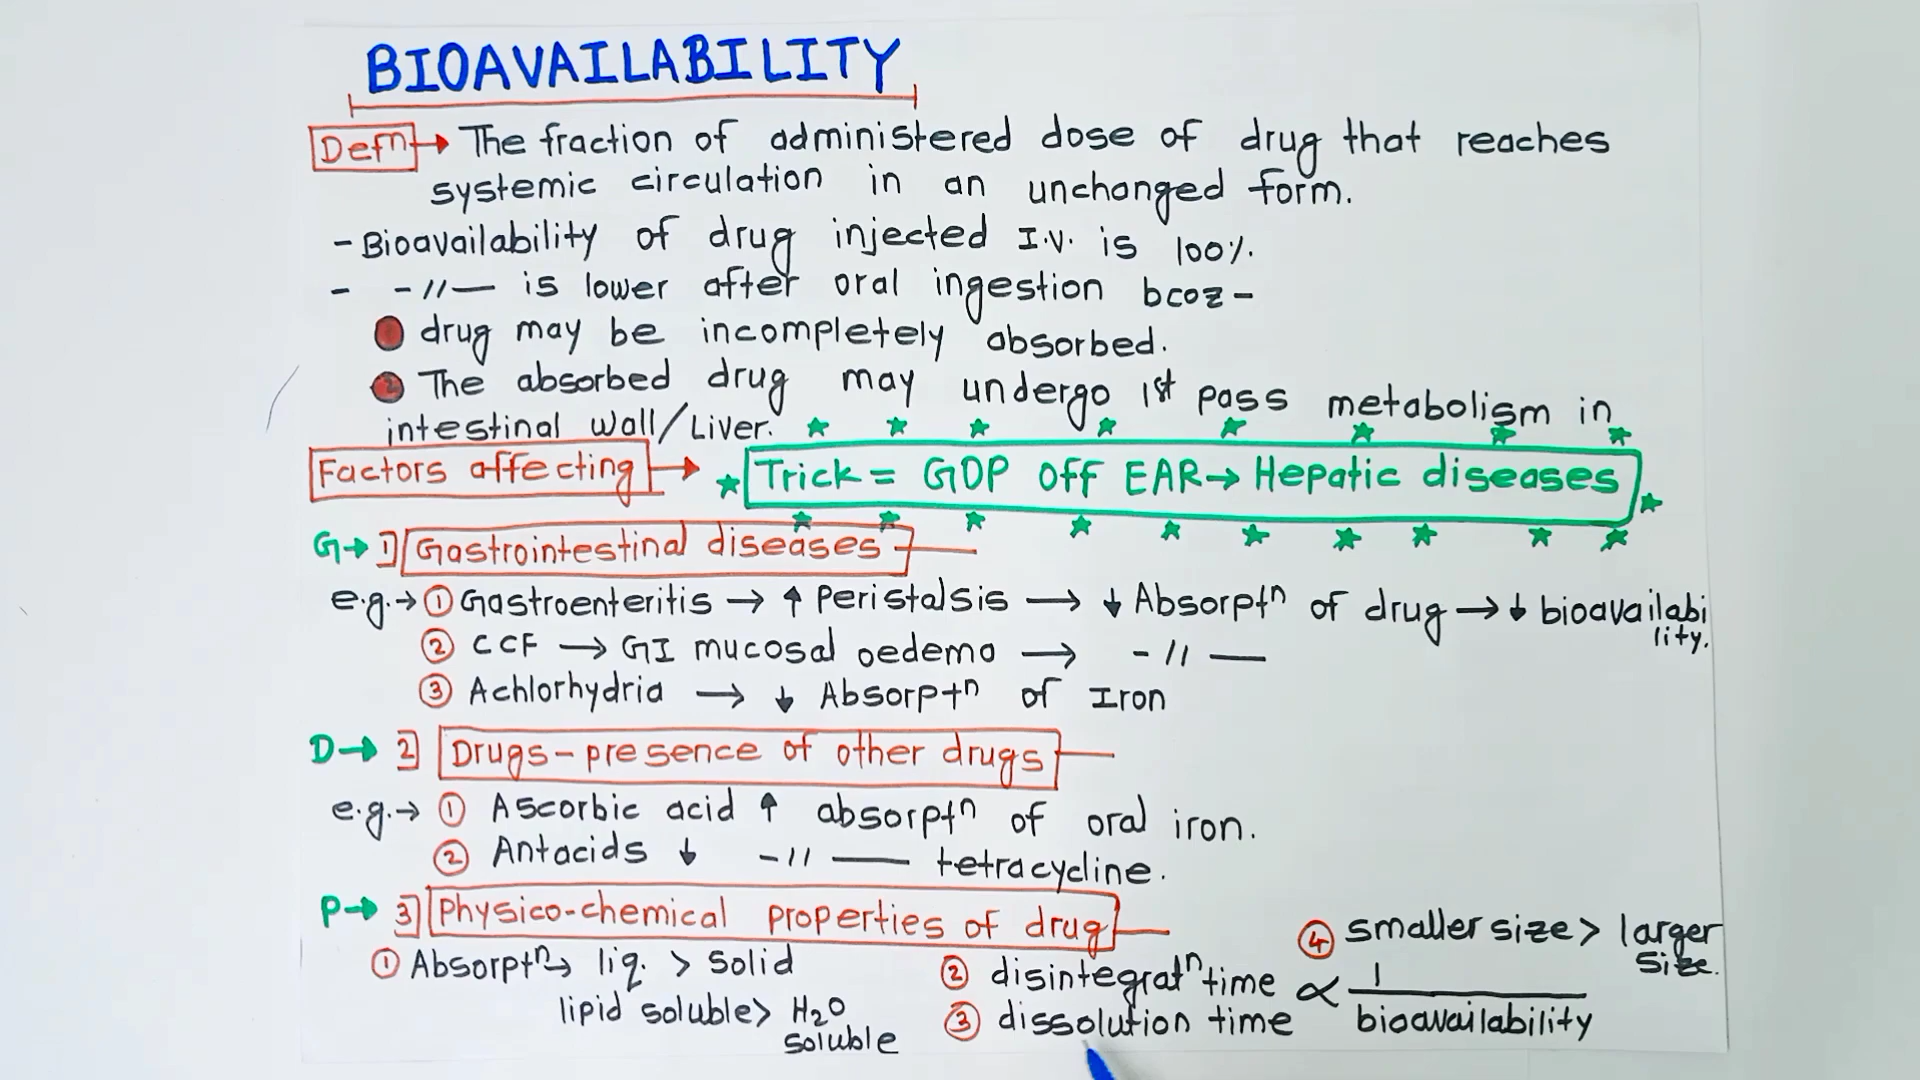 BIOAVAILABILITY
Defⁿ → The fraction of administered dose of drug that reaches
systemic circulation in an unchanged form.
- Bioavailability of drug injected I.V. is 100%.
- -〃— is lower after oral ingestion bcoz -
① drug may be incompletely absorbed.
② The absorbed drug may undergo 1st pass metabolism in
intestinal wall/Liver.
Factors affecting → Trick = GDP Off EAR → Hepatic diseases
G → 1] Gastrointestinal diseases
e.g. → ① Gastroenteritis → ↑ Peristalsis → ↓ Absorptⁿ of drug → ↓ bioavailabi
lity.
② CCF → GI mucosal oedema → -〃—
③ Achlorhydria → ↓ Absorptⁿ of Iron
D → 2] Drugs - presence of other drugs
e.g. → ① Ascorbic acid ↑ absorptⁿ of oral iron.
② Antacids ↓ -〃— tetracycline.
P → 3] Physico-chemical properties of drug
① Absorptⁿ → liq. > solid
lipid soluble > H₂O
soluble
② disintegratⁿ time
③ dissolution time
∝ 1
bioavailability
④ smaller size > larger
size.